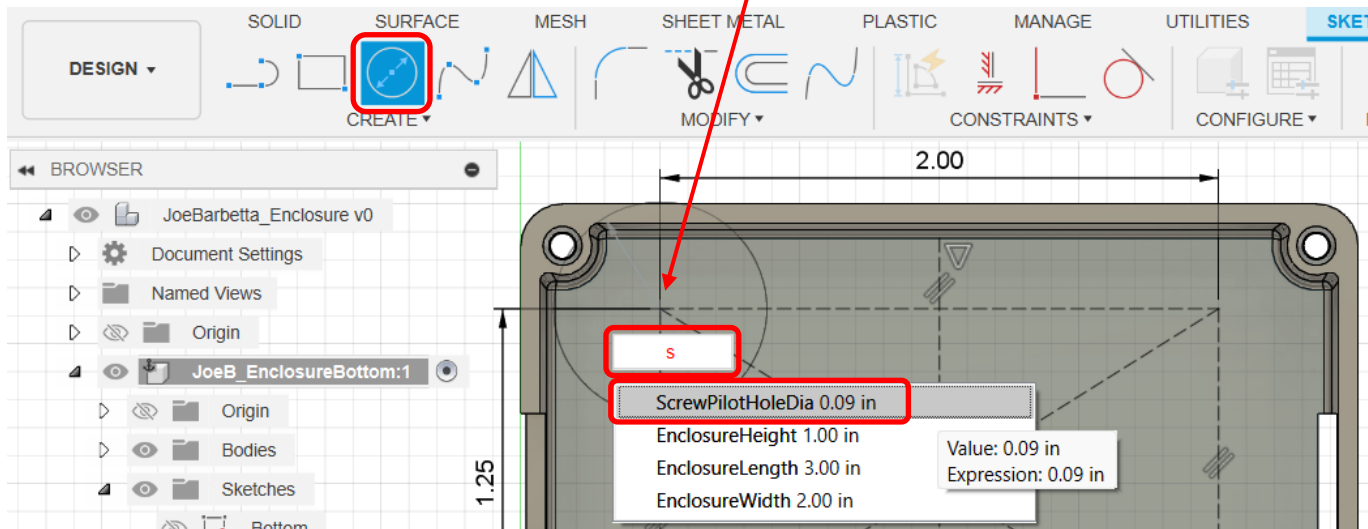 SOLID SURFACE MESH SHEET METAL PLASTIC MANAGE UTILITIES SKET
DESIGN
CREATE MODIFY CONSTRAINTS CONFIGURE
BROWSER
2.00
JoeBarbetta_Enclosure v0
Document Settings
Named Views
Origin
s
JoeB_EnclosureBottom:1
ScrewPilotHoleDia 0.09 in
Origin
EnclosureHeight 1.00 in
Bodies
Value: 0.09 in
EnclosureLength 3.00 in
Expression: 0.09 in
Sketches
1.25
EnclosureWidth 2.00 in
Bottom